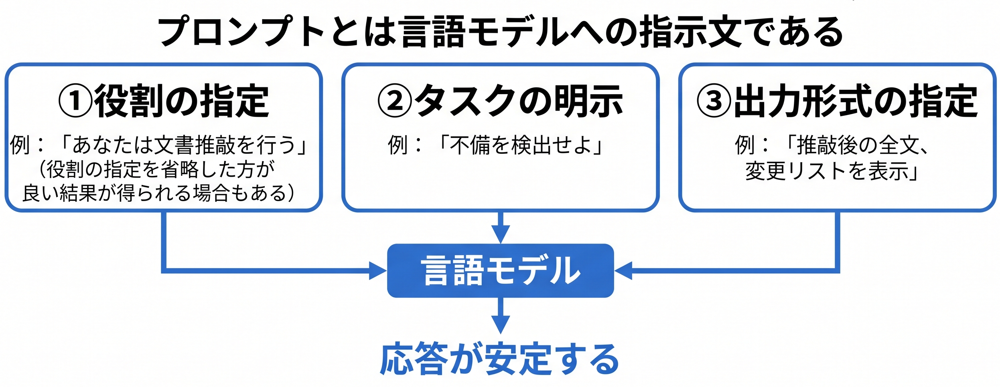 プロンプトとは言語モデルへの指示文である
①役割の指定
例：「あなたは文書推敲を行う」
（役割の指定を省略した方が
良い結果が得られる場合もある）
②タスクの明示
例：「不備を検出せよ」
③出力形式の指定
例：「推敲後の全文、
変更リストを表示」
言語モデル
応答が安定する